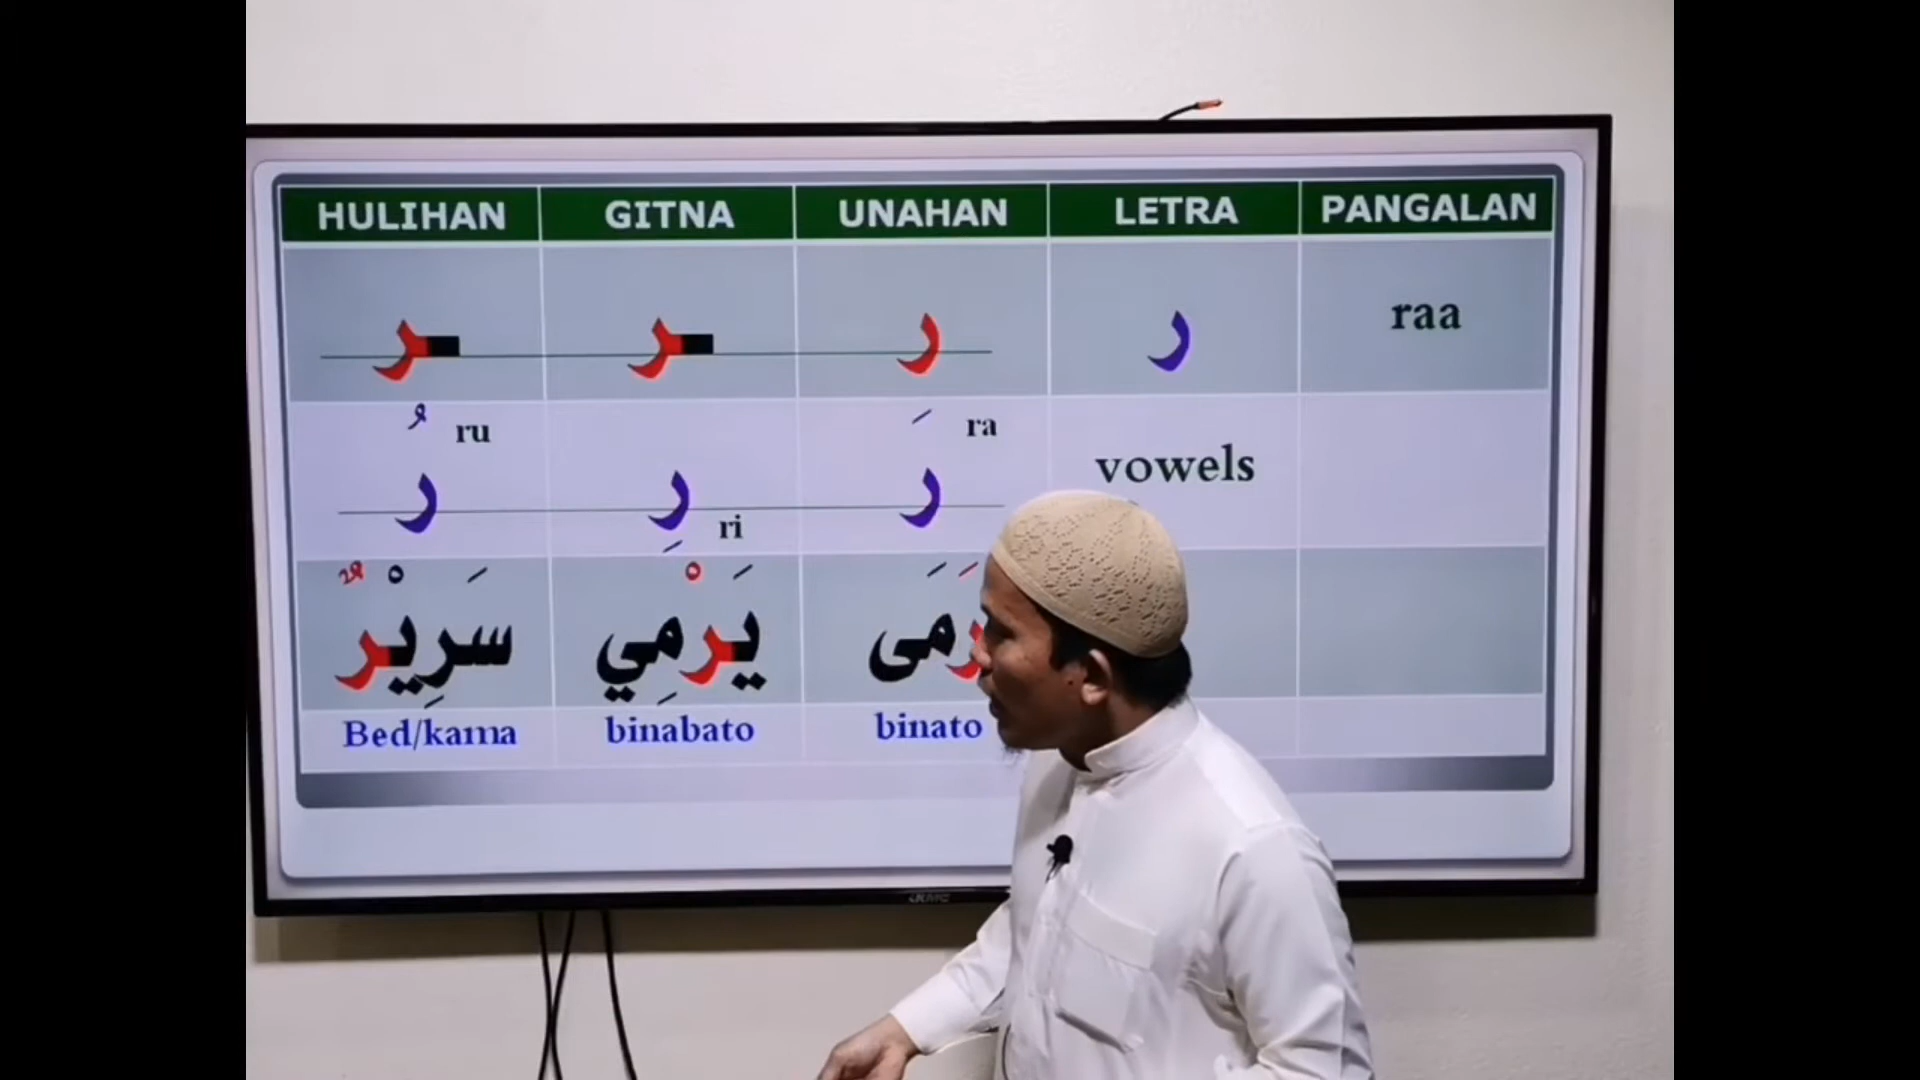 HULIHAN GITNA UNAHAN LETRA PANGALAN
ـر ـر ر ر raa
رُ ru رِ ri رَ ra vowels
سَرِيْرٌ يَرْمِي رَمَى
Bed/kama binabato binato